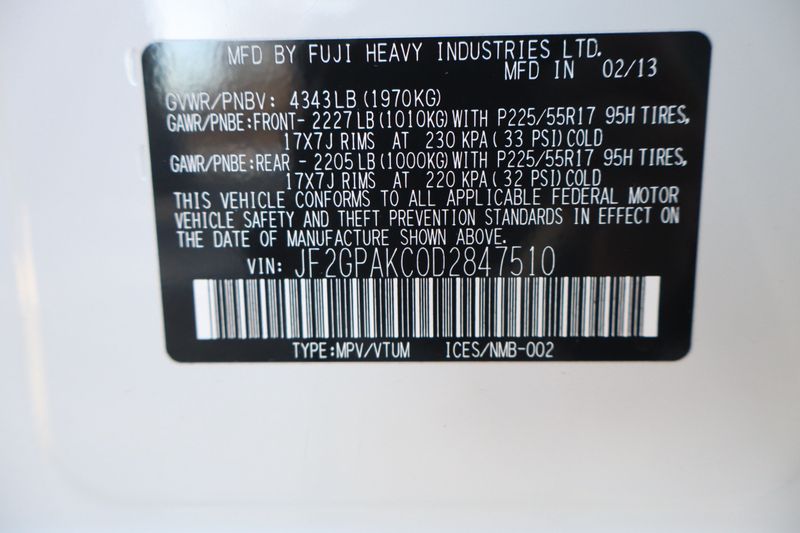 MFD BY FUJI HEAVY INDUSTRIES LTD.
MFD IN 02/13
GVWR/PNBV: 4343LB (1970KG)
GAWR/PNBE:FRONT- 2227LB(1010KG)WITH P225/55R17 95H TIRES,
17X7J RIMS AT 230 KPA(33 PSI)COLD
GAWR/PNBE:REAR - 2205LB(1000KG)WITH P225/55R17 95H TIRES,
17X7J RIMS AT 220 KPA(32 PSI)COLD
THIS VEHICLE CONFORMS TO ALL APPLICABLE FEDERAL MOTOR
VEHICLE SAFETY AND THEFT PREVENTION STANDARDS IN EFFECT ON
THE DATE OF MANUFACTURE SHOWN ABOVE.
VIN: JF2GPAKC0D2847510
TYPE:MPV/VTUM ICES/NMB-002